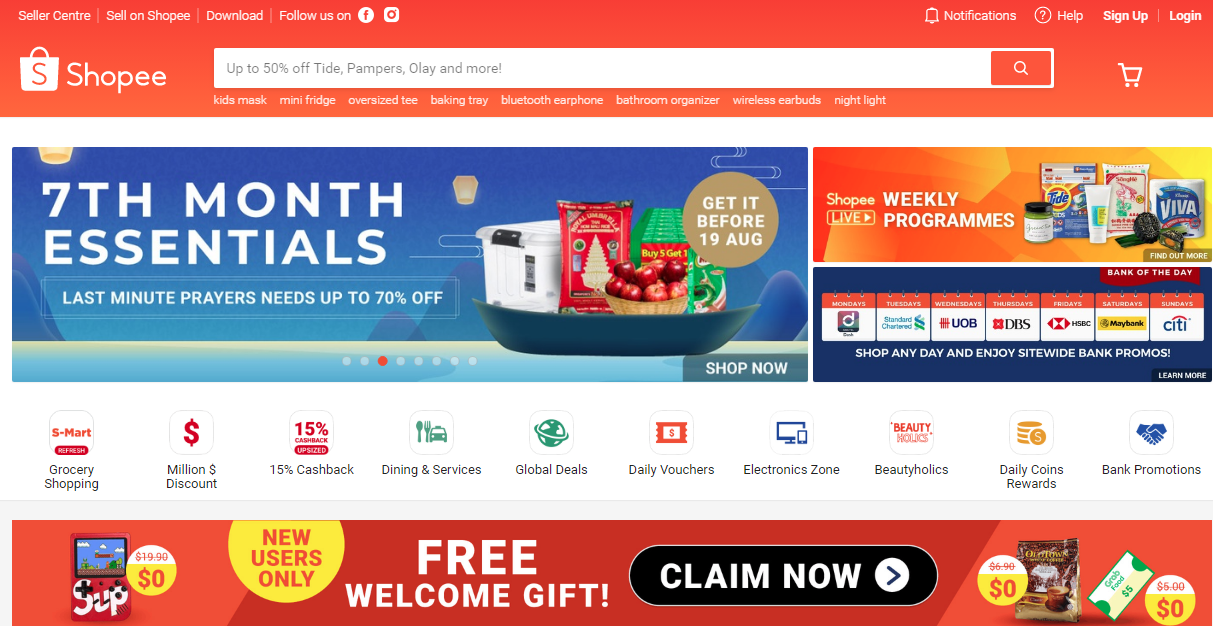 Seller Centre | Sell on Shopee | Download | Follow us on
Notifications
Help
Sign Up | Login
S
Shopee
Up to 50% off Tide, Pampers, Olay and more!
kids mask mini fridge oversized tee baking tray bluetooth earphone bathroom organizer wireless earbuds night light
7TH MONTH
ESSENTIALS
LAST MINUTE PRAYERS NEEDS UP TO 70% OFF
GET IT
BEFORE
19 AUG
Buy 5 Get 1
SHOP NOW
Shopee
LIVE
WEEKLY
PROGRAMMES
Tide
SôngHê
VIVA
FIND OUT MORE
BANK OF THE DAY
MONDAYS TUESDAYS WEDNESDAYS THURSDAYS FRIDAYS SATURDAYS SUNDAYS
Standard
Chartered
UOB
DBS
HSBC
Maybank
citi
SHOP ANY DAY AND ENJOY SITEWIDE BANK PROMOS!
LEARN MORE
S-Mart
REFRESH
Grocery
Shopping
$
Million $
Discount
15%
CASHBACK
UPSIZED
15% Cashback
Dining & Services
Global Deals
$
Daily Vouchers
Electronics Zone
BEAUTY
HOLICS
Beautyholics
$
Daily Coins
Rewards
Bank Promotions
Sup
$19.90
$0
NEW
USERS
ONLY
FREE
WELCOME GIFT!
CLAIM NOW
$6.90
$0
OLDTOWN
Grab
Food
$5
$5.00
$0